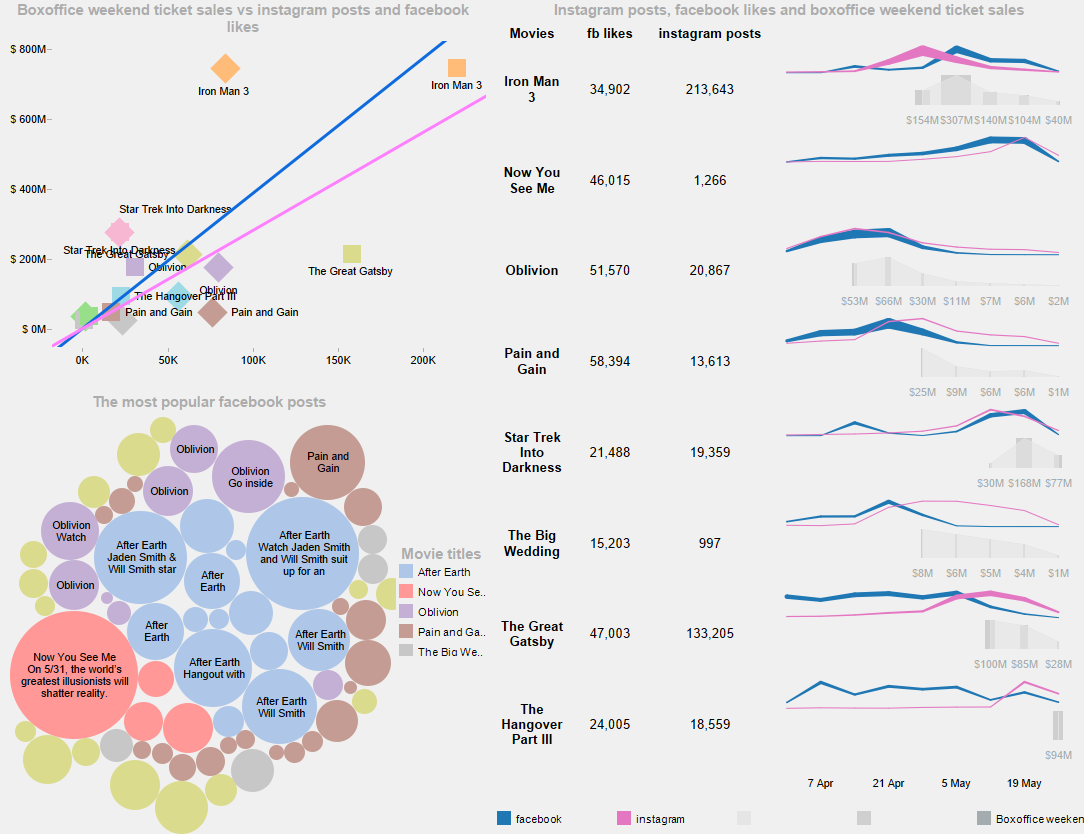 Boxoffice weekend ticket sales vs instagram posts and facebook
likes
$ 800M
$ 600M
$ 400M
$ 200M
$ 0M
0K
50K
100K
150K
200K
Iron Man 3
Iron Man 3
Star Trek Into Darkness
Star Trek Into Darkness
The Great Gatsby
Oblivion
The Great Gatsby
Oblivion
The Hangover Part III
Pain and Gain
Pain and Gain
The most popular facebook posts
Oblivion
Oblivion
Go inside
Pain and
Gain
Oblivion
Oblivion
Watch
After Earth
Jaden Smith &
Will Smith star
After Earth
Watch Jaden Smith
and Will Smith suit
up for an
Oblivion
After
Earth
After
Earth
After Earth
Will Smith
Now You See Me
On 5/31, the world's
greatest illusionists will
shatter reality.
After Earth
Hangout with
After Earth
Will Smith
Movie titles
After Earth
Now You Se..
Oblivion
Pain and Ga..
The Big We..
Instagram posts, facebook likes and boxoffice weekend ticket sales
Movies fb likes instagram posts
Iron Man
3
34,902 213,643
$154M $307M $140M $104M $40M
Now You
See Me
46,015 1,266
Oblivion 51,570 20,867
$53M $66M $30M $11M $7M $6M $2M
Pain and
Gain
58,394 13,613
$25M $9M $6M $6M $1M
Star Trek
Into
Darkness
21,488 19,359
$30M $168M $77M
The Big
Wedding
15,203 997
$8M $6M $5M $4M $1M
The Great
Gatsby
47,003 133,205
$100M $85M $28M
The
Hangover
Part III
24,005 18,559
$94M
7 Apr 21 Apr 5 May 19 May
facebook instagram Boxoffice weeken